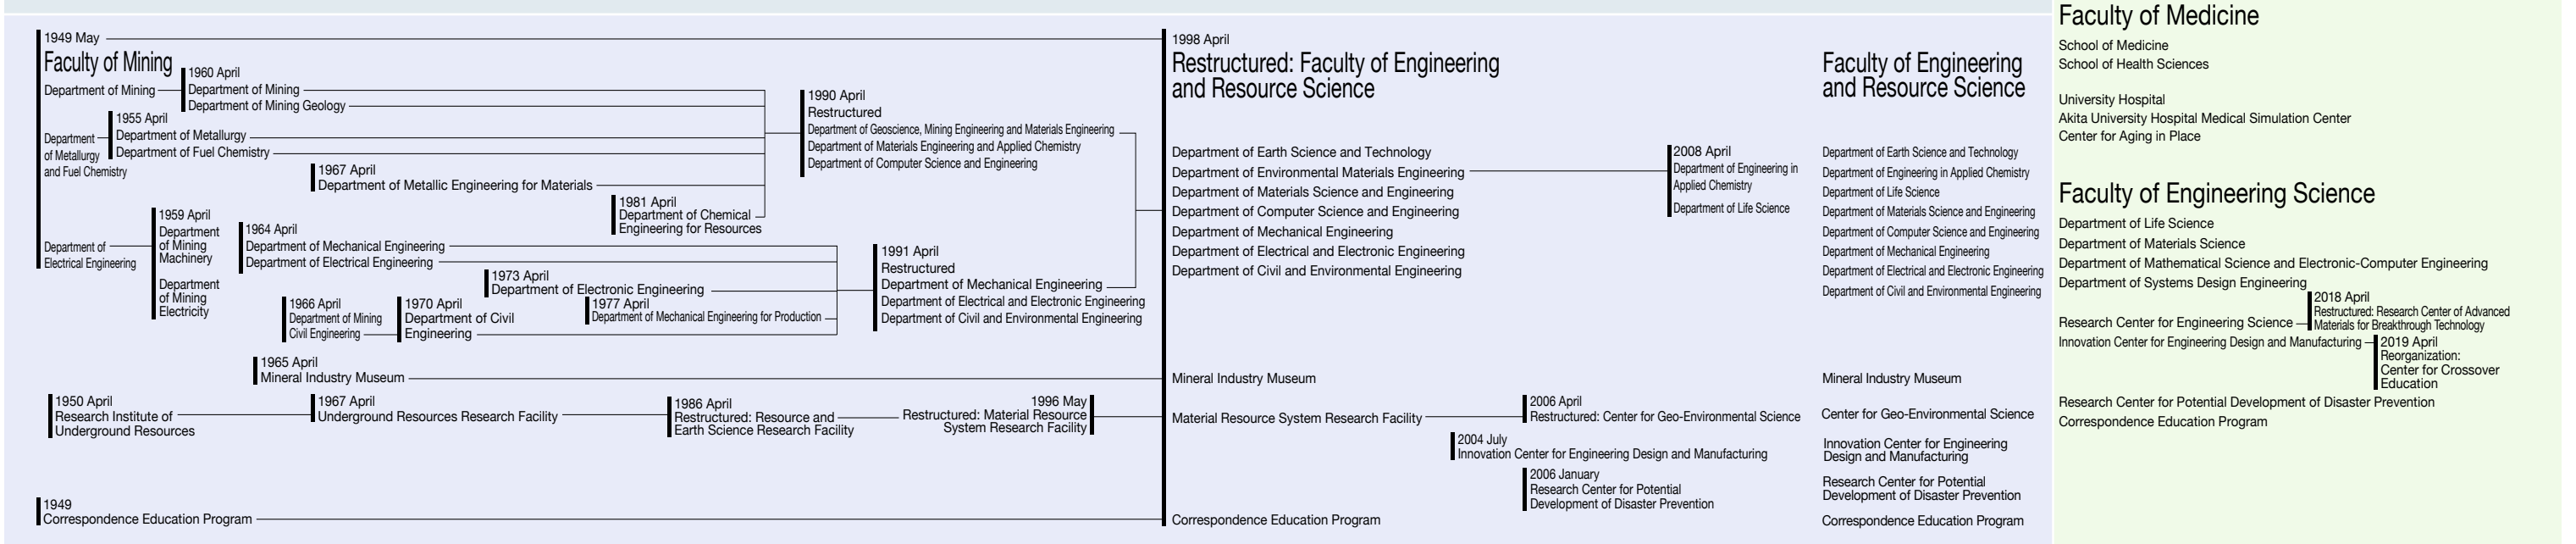 1949 May
Faculty of Mining
Department of Mining
1960 April
Department of Mining
Department of Mining Geology
Department
of Metallurgy
and Fuel Chemistry
1955 April
Department of Metallurgy
Department of Fuel Chemistry
1967 April
Department of Metallic Engineering for Materials
1981 April
Department of Chemical
Engineering for Resources
1990 April
Restructured
Department of Geoscience, Mining Engineering and Materials Engineering
Department of Materials Engineering and Applied Chemistry
Department of Computer Science and Engineering
Department of
Electrical Engineering
1959 April
Department
of Mining
Machinery
Department
of Mining
Electricity
1964 April
Department of Mechanical Engineering
Department of Electrical Engineering
1973 April
Department of Electronic Engineering
1966 April
Department of Mining
Civil Engineering
1970 April
Department of Civil
Engineering
1977 April
Department of Mechanical Engineering for Production
1991 April
Restructured
Department of Mechanical Engineering
Department of Electrical and Electronic Engineering
Department of Civil and Environmental Engineering
1965 April
Mineral Industry Museum
1950 April
Research Institute of
Underground Resources
1967 April
Underground Resources Research Facility
1986 April
Restructured: Resource and
Earth Science Research Facility
1996 May
Restructured: Material Resource
System Research Facility
1949
Correspondence Education Program
1998 April
Restructured: Faculty of Engineering
and Resource Science
Department of Earth Science and Technology
Department of Environmental Materials Engineering
Department of Materials Science and Engineering
Department of Computer Science and Engineering
Department of Mechanical Engineering
Department of Electrical and Electronic Engineering
Department of Civil and Environmental Engineering
2008 April
Department of Engineering in
Applied Chemistry
Department of Life Science
Mineral Industry Museum
Material Resource System Research Facility
2006 April
Restructured: Center for Geo-Environmental Science
2004 July
Innovation Center for Engineering Design and Manufacturing
2006 January
Research Center for Potential
Development of Disaster Prevention
Correspondence Education Program
Faculty of Engineering
and Resource Science
Department of Earth Science and Technology
Department of Engineering in Applied Chemistry
Department of Life Science
Department of Materials Science and Engineering
Department of Computer Science and Engineering
Department of Mechanical Engineering
Department of Electrical and Electronic Engineering
Department of Civil and Environmental Engineering
Mineral Industry Museum
Center for Geo-Environmental Science
Innovation Center for Engineering
Design and Manufacturing
Research Center for Potential
Development of Disaster Prevention
Correspondence Education Program
Faculty of Medicine
School of Medicine
School of Health Sciences
University Hospital
Akita University Hospital Medical Simulation Center
Center for Aging in Place
Faculty of Engineering Science
Department of Life Science
Department of Materials Science
Department of Mathematical Science and Electronic-Computer Engineering
Department of Systems Design Engineering
Research Center for Engineering Science
2018 April
Restructured: Research Center of Advanced
Materials for Breakthrough Technology
Innovation Center for Engineering Design and Manufacturing
2019 April
Reorganization:
Center for Crossover
Education
Research Center for Potential Development of Disaster Prevention
Correspondence Education Program